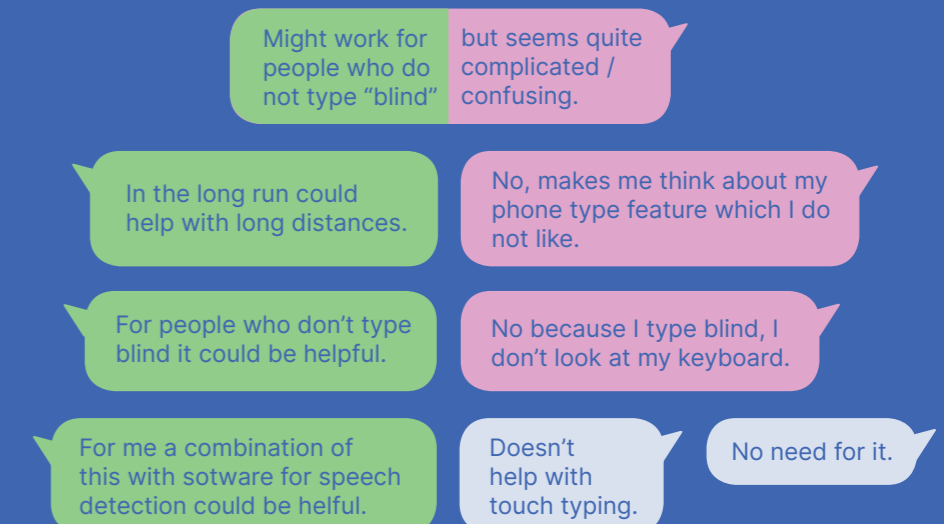 Might work for
people who do
not type “blind”
but seems quite
complicated /
confusing.
In the long run could
help with long distances.
No, makes me think about my
phone type feature which I do
not like.
For people who don’t type
blind it could be helpful.
No because I type blind, I
don’t look at my keyboard.
For me a combination of
this with sotware for speech
detection could be helful.
Doesn’t
help with
touch typing.
No need for it.